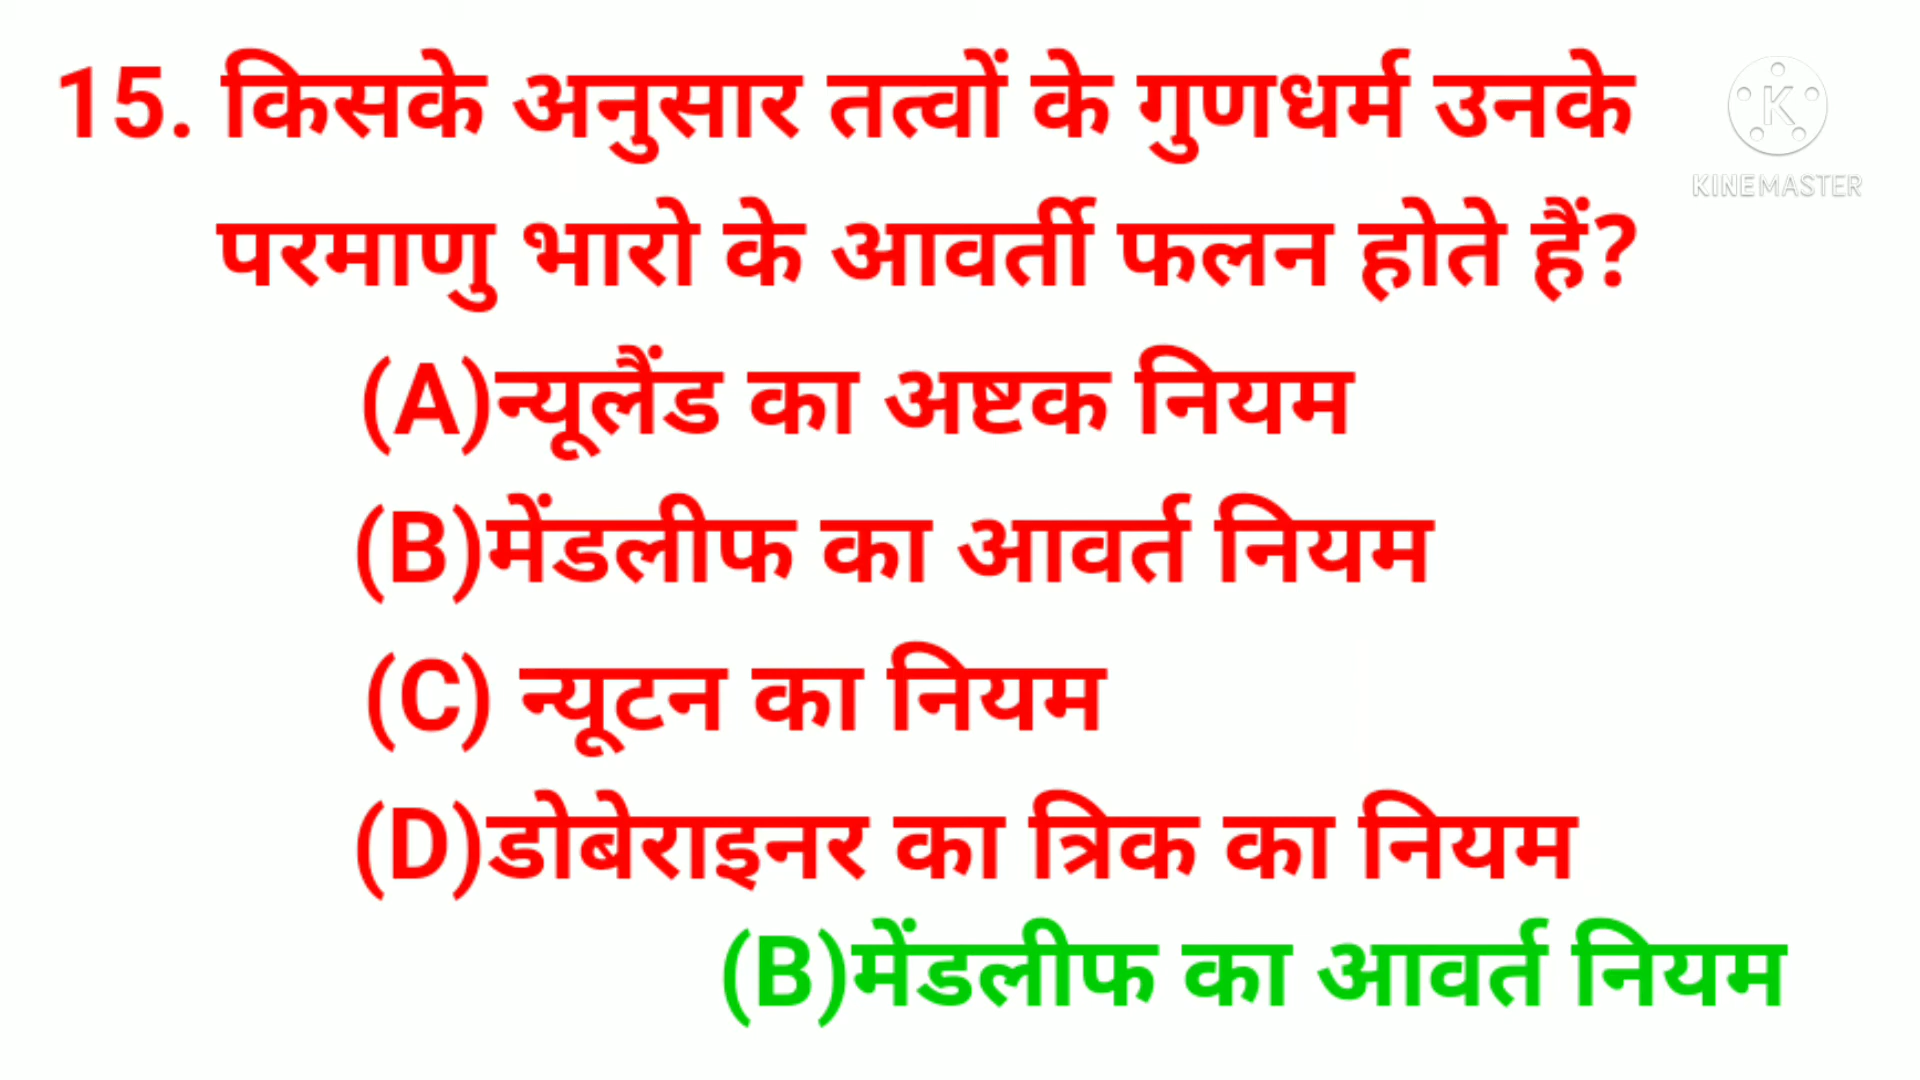 15. किसके अनुसार तत्वों के गुणधर्म उनके
परमाणु भारो के आवर्ती फलन होते हैं?
(A)न्यूलैंड का अष्टक नियम
(B)मेंडलीफ का आवर्त नियम
(C) न्यूटन का नियम
(D)डोबेराइनर का त्रिक का नियम
(B)मेंडलीफ का आवर्त नियम
K
KINEMASTER